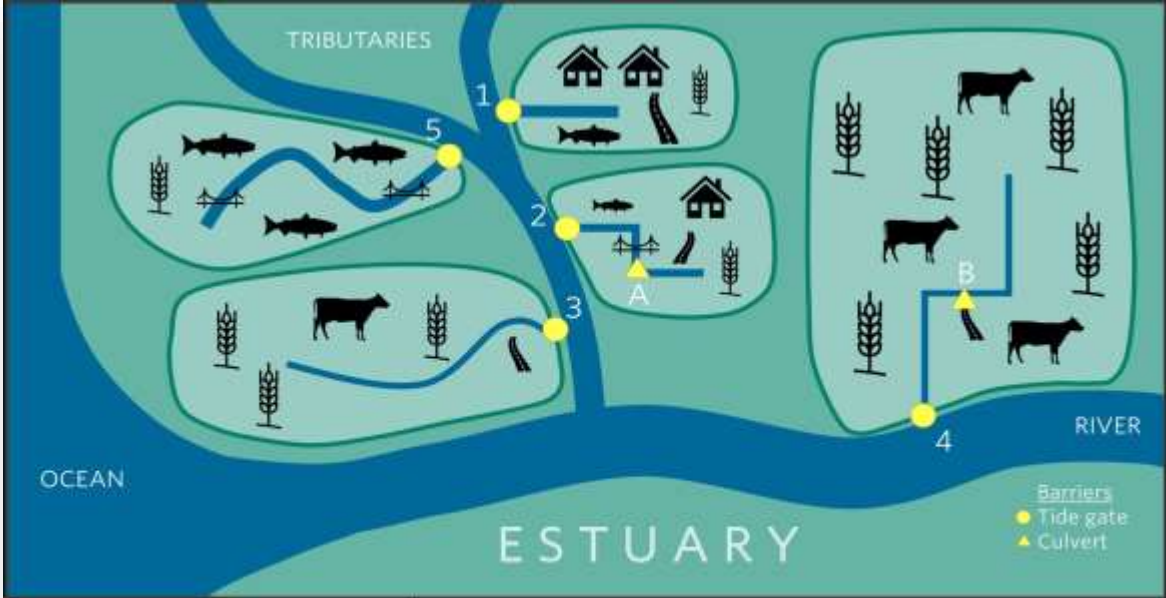 TRIBUTARIES
1
5
2
A
3
B
4
RIVER
OCEAN
ESTUARY
Barriers
Tide gate
Culvert